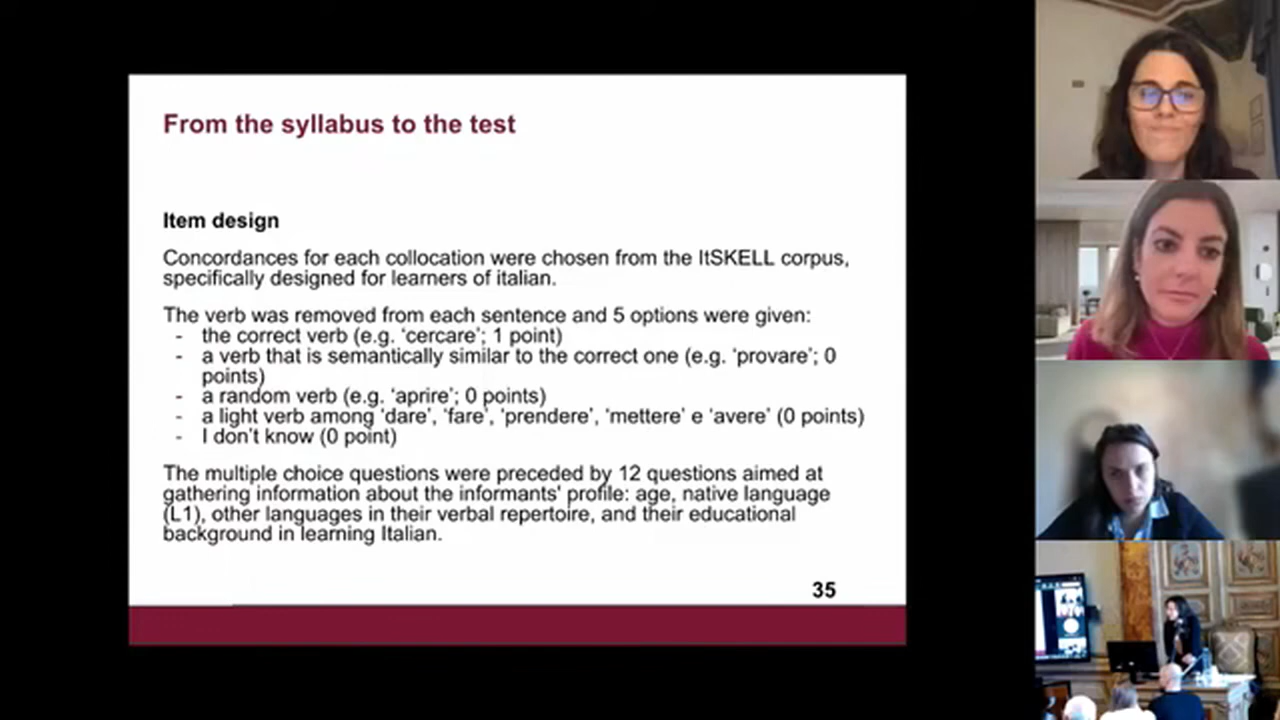 From the syllabus to the test
Item design
Concordances for each collocation were chosen from the ItSKELL corpus,
specifically designed for learners of italian.
The verb was removed from each sentence and 5 options were given:
- the correct verb (e.g. ‘cercare’; 1 point)
- a verb that is semantically similar to the correct one (e.g. ‘provare’; 0
points)
- a random verb (e.g. ‘aprire’; 0 points)
- a light verb among ‘dare’, ‘fare’, ‘prendere’, ‘mettere’ e ‘avere’ (0 points)
- I don’t know (0 point)
The multiple choice questions were preceded by 12 questions aimed at
gathering information about the informants' profile: age, native language
(L1), other languages in their verbal repertoire, and their educational
background in learning Italian.
35